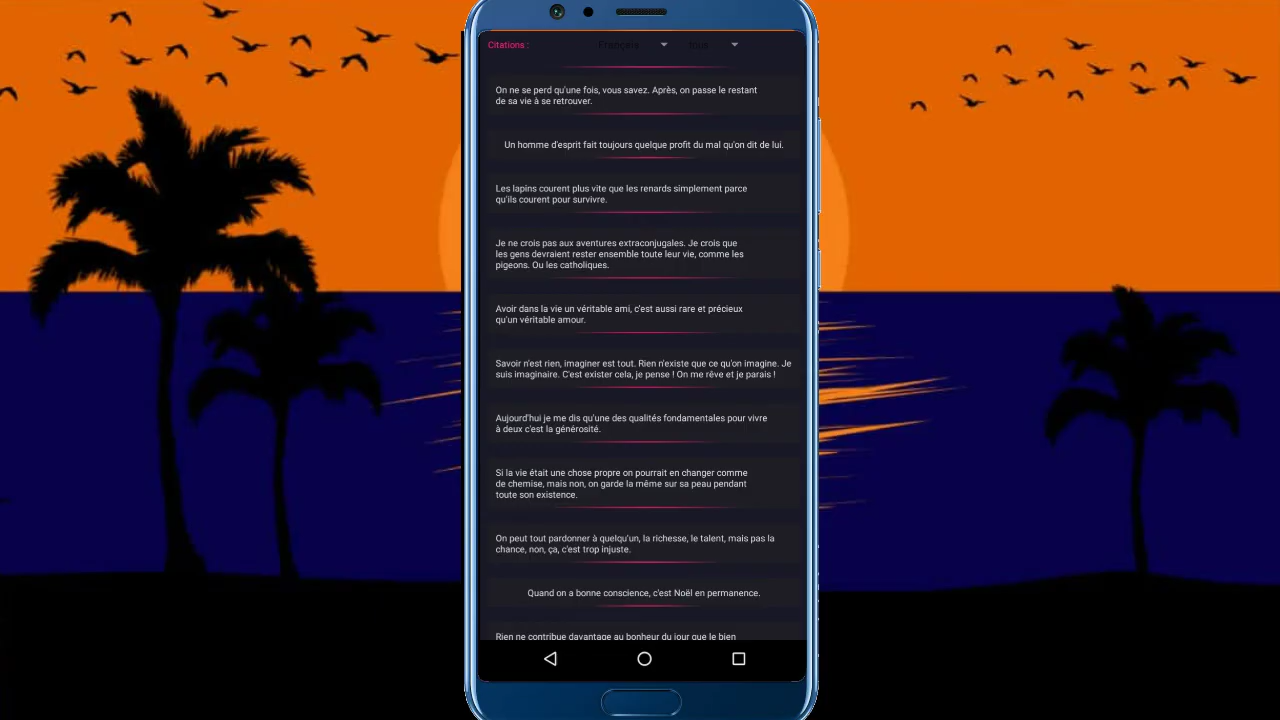 Citations : Français tous
On ne se perd qu'une fois, vous savez. Après, on passe le restant
de sa vie à se retrouver.
Un homme d'esprit fait toujours quelque profit du mal qu'on dit de lui.
Les lapins courent plus vite que les renards simplement parce
qu'ils courent pour survivre.
Je ne crois pas aux aventures extraconjugales. Je crois que
les gens devraient rester ensemble toute leur vie, comme les
pigeons. Ou les catholiques.
Avoir dans la vie un véritable ami, c'est aussi rare et précieux
qu'un véritable amour.
Savoir n'est rien, imaginer est tout. Rien n'existe que ce qu'on imagine. Je
suis imaginaire. C'est exister cela, je pense ! On me rêve et je parais !
Aujourd'hui je me dis qu'une des qualités fondamentales pour vivre
à deux c'est la générosité.
Si la vie était une chose propre on pourrait en changer comme
de chemise, mais non, on garde la même sur sa peau pendant
toute son existence.
On peut tout pardonner à quelqu'un, la richesse, le talent, mais pas la
chance, non, ça, c'est trop injuste.
Quand on a bonne conscience, c'est Noël en permanence.
Rien ne contribue davantage au bonheur du jour que le bien